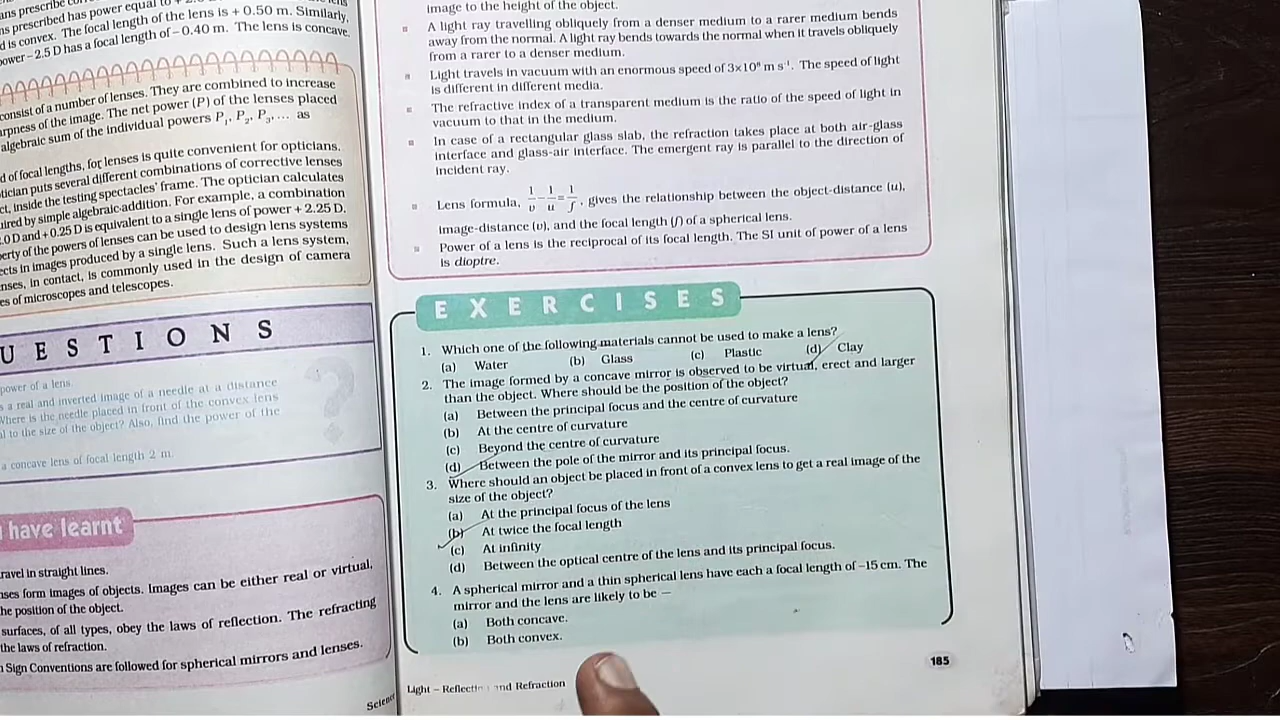 ns prescribed has power equal to +
d is convex. The focal length of the lens is + 0.50 m. Similarly,
power – 2.5 D has a focal length of – 0.40 m. The lens is concave.
consist of a number of lenses. They are combined to increase
arpness of the image. The net power (P) of the lenses placed
algebraic sum of the individual powers P1, P2, P3, ... as
d of focal lengths, for lenses is quite convenient for opticians.
tician puts several different combinations of corrective lenses
ct, inside the testing spectacles' frame. The optician calculates
uired by simple algebraic addition. For example, a combination
.0 D and + 0.25 D is equivalent to a single lens of power + 2.25 D.
erty of the powers of lenses can be used to design lens systems
ects in images produced by a single lens. Such a lens system,
nses, in contact, is commonly used in the design of camera
es of microscopes and telescopes.
U E S T I O N S
power of a lens.
s a real and inverted image of a needle at a distance
Where is the needle placed in front of the convex lens
al to the size of the object? Also, find the power of the
a concave lens of focal length 2 m.
have learnt
ravel in straight lines.
nses form images of objects. Images can be either real or virtual,
he position of the object.
surfaces, of all types, obey the laws of reflection. The refracting
the laws of refraction.
Sign Conventions are followed for spherical mirrors and lenses.
Science
image to the height of the object.
A light ray travelling obliquely from a denser medium to a rarer medium bends
away from the normal. A light ray bends towards the normal when it travels obliquely
from a rarer to a denser medium.
Light travels in vacuum with an enormous speed of 3×10⁸ m s⁻¹. The speed of light
is different in different media.
The refractive index of a transparent medium is the ratio of the speed of light in
vacuum to that in the medium.
In case of a rectangular glass slab, the refraction takes place at both air-glass
interface and glass-air interface. The emergent ray is parallel to the direction of
incident ray.
Lens formula, 1/v – 1/u = 1/f, gives the relationship between the object-distance (u),
image-distance (v), and the focal length (f) of a spherical lens.
Power of a lens is the reciprocal of its focal length. The SI unit of power of a lens
is dioptre.
E X E R C I S E S
1. Which one of the following materials cannot be used to make a lens?
(a) Water (b) Glass (c) Plastic (d) Clay
2. The image formed by a concave mirror is observed to be virtual, erect and larger
than the object. Where should be the position of the object?
(a) Between the principal focus and the centre of curvature
(b) At the centre of curvature
(c) Beyond the centre of curvature
(d) Between the pole of the mirror and its principal focus.
3. Where should an object be placed in front of a convex lens to get a real image of the
size of the object?
(a) At the principal focus of the lens
(b) At twice the focal length
(c) At infinity
(d) Between the optical centre of the lens and its principal focus.
4. A spherical mirror and a thin spherical lens have each a focal length of –15 cm. The
mirror and the lens are likely to be —
(a) Both concave.
(b) Both convex.
Light – Reflection and Refraction
185